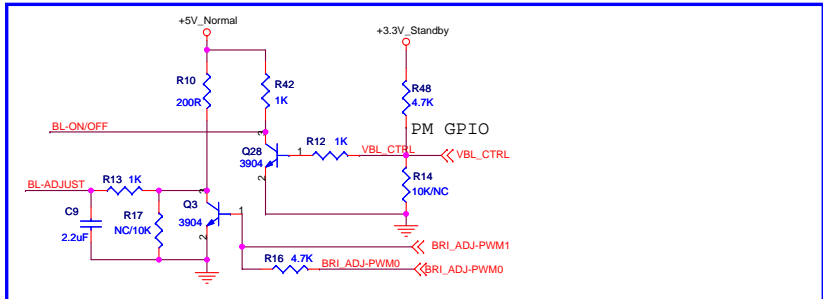 +5V_Normal
+3.3V_Standby
R10
200R
R42
1K
R48
4.7K
PM GPIO
BL-ON/OFF
3
Q28
3904
1
2
R12 1K
VBL_CTRL
VBL_CTRL
R14
10K/NC
BL-ADJUST
R13 1K
C9
2.2uF
R17
NC/10K
3
Q3
3904
1
2
BRI_ADJ-PWM1
R16 4.7K
BRI_ADJ-PWM0
BRI_ADJ-PWM0